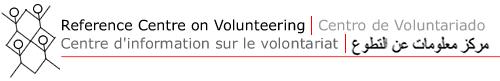 Reference Centre on Volunteering | Centro de Voluntariado
Centre d'information sur le volontariat | مركز معلومات عن التطوع